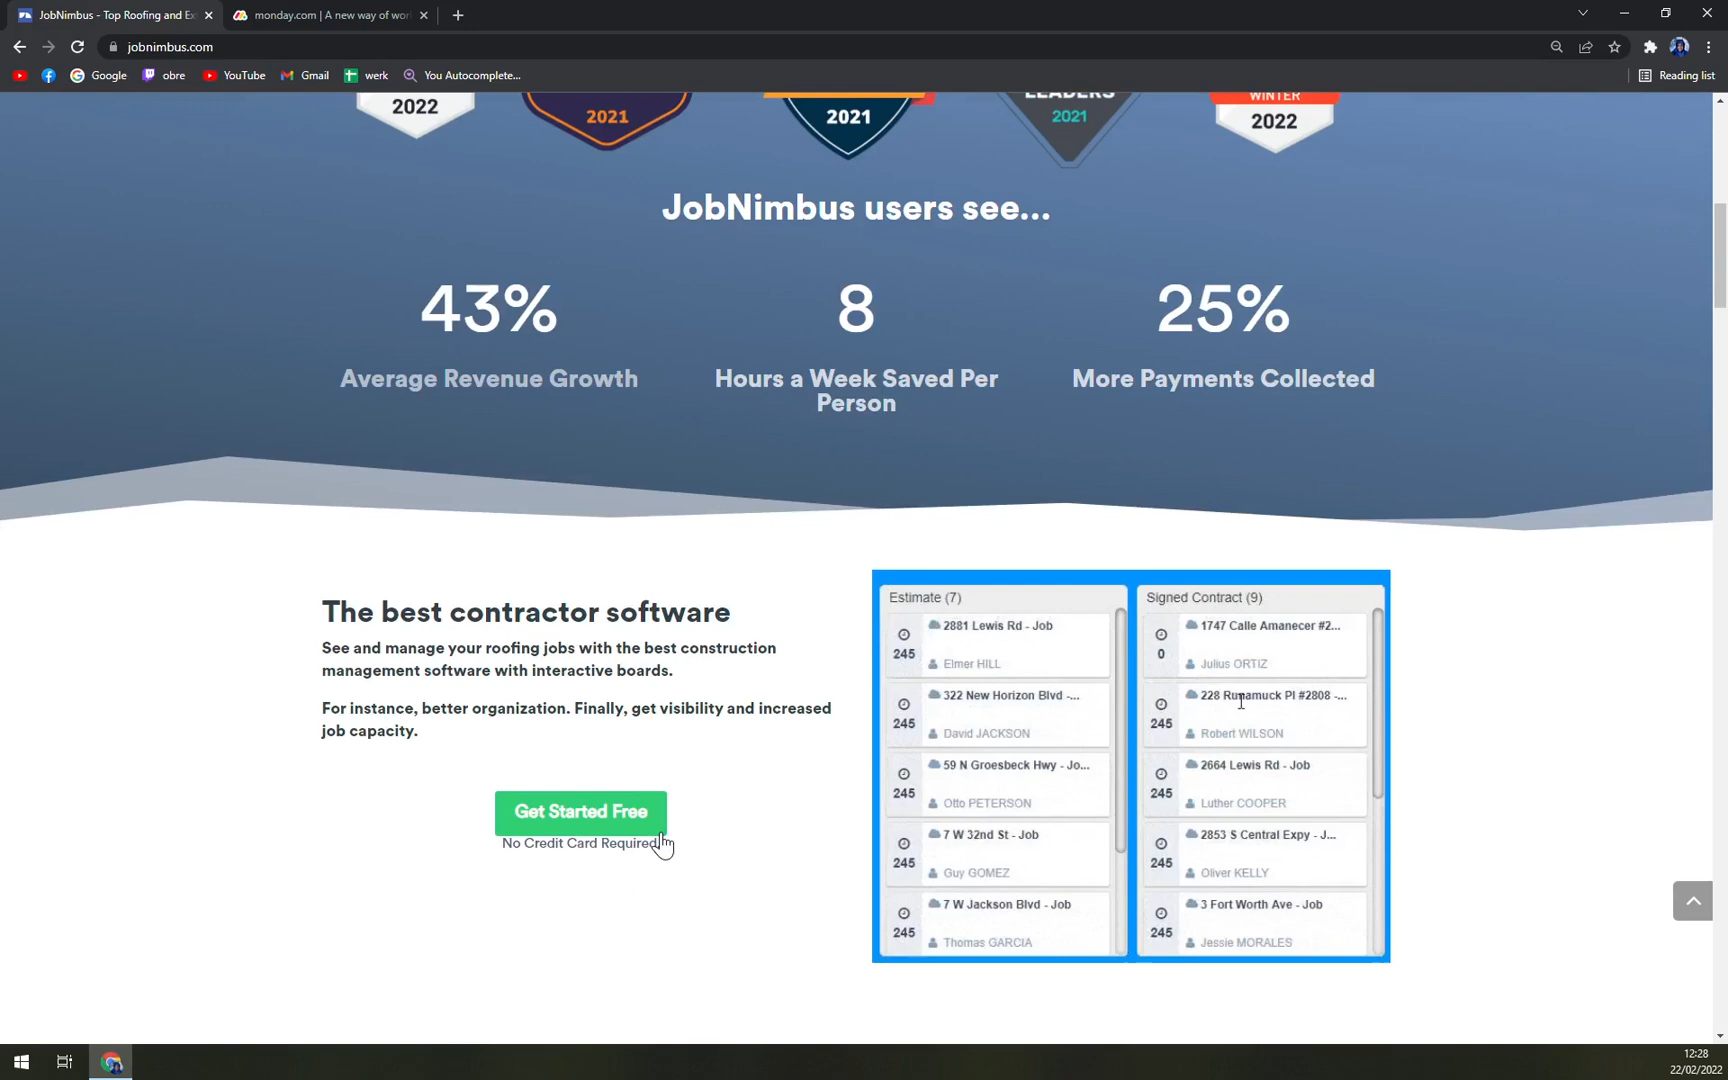 JobNimbus - Top Roofing and Ex
monday.com | A new way of wor
jobnimbus.com
Google
obre
YouTube
Gmail
werk
You Autocomplete...
Reading list
2022
2021
2021
LEADERS
2021
WINTER
2022
JobNimbus users see...
43%
8
25%
Average Revenue Growth
Hours a Week Saved Per
Person
More Payments Collected
The best contractor software
See and manage your roofing jobs with the best construction
management software with interactive boards.
For instance, better organization. Finally, get visibility and increased
job capacity.
Get Started Free
No Credit Card Required
Estimate (7)
245
2881 Lewis Rd - Job
Elmer HILL
245
322 New Horizon Blvd -...
David JACKSON
245
59 N Groesbeck Hwy - Jo...
Otto PETERSON
245
7 W 32nd St - Job
Guy GOMEZ
245
7 W Jackson Blvd - Job
Thomas GARCIA
Signed Contract (9)
0
1747 Calle Amanecer #2...
Julius ORTIZ
245
228 Runamuck Pl #2808 -...
Robert WILSON
245
2664 Lewis Rd - Job
Luther COOPER
245
2853 S Central Expy - J...
Oliver KELLY
245
3 Fort Worth Ave - Job
Jessie MORALES
12:28
22/02/2022